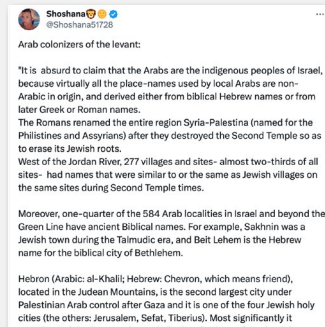 Shoshana🦁🌼✓
@Shoshana51728
...
Arab colonizers of the levant:
"It is absurd to claim that the Arabs are the indigenous peoples of Israel,
because virtually all the place-names used by local Arabs are non-
Arabic in origin, and derived either from biblical Hebrew names or from
later Greek or Roman names.
The Romans renamed the entire region Syria-Palestina (named for the
Philistines and Assyrians) after they destroyed the Second Temple so as
to erase its Jewish roots.
West of the Jordan River, 277 villages and sites- almost two-thirds of all
sites- had names that were similar to or the same as Jewish villages on
the same sites during Second Temple times.
Moreover, one-quarter of the 584 Arab localities in Israel and beyond the
Green Line have ancient Biblical names. For example, Sakhnin was a
Jewish town during the Talmudic era, and Beit Lehem is the Hebrew
name for the biblical city of Bethlehem.
Hebron (Arabic: al-Khalil; Hebrew: Chevron, which means friend),
located in the Judean Mountains, is the second largest city under
Palestinian Arab control after Gaza and it is one of the four Jewish holy
cities (the others: Jerusalem, Sefat, Tiberius). Most significantly it